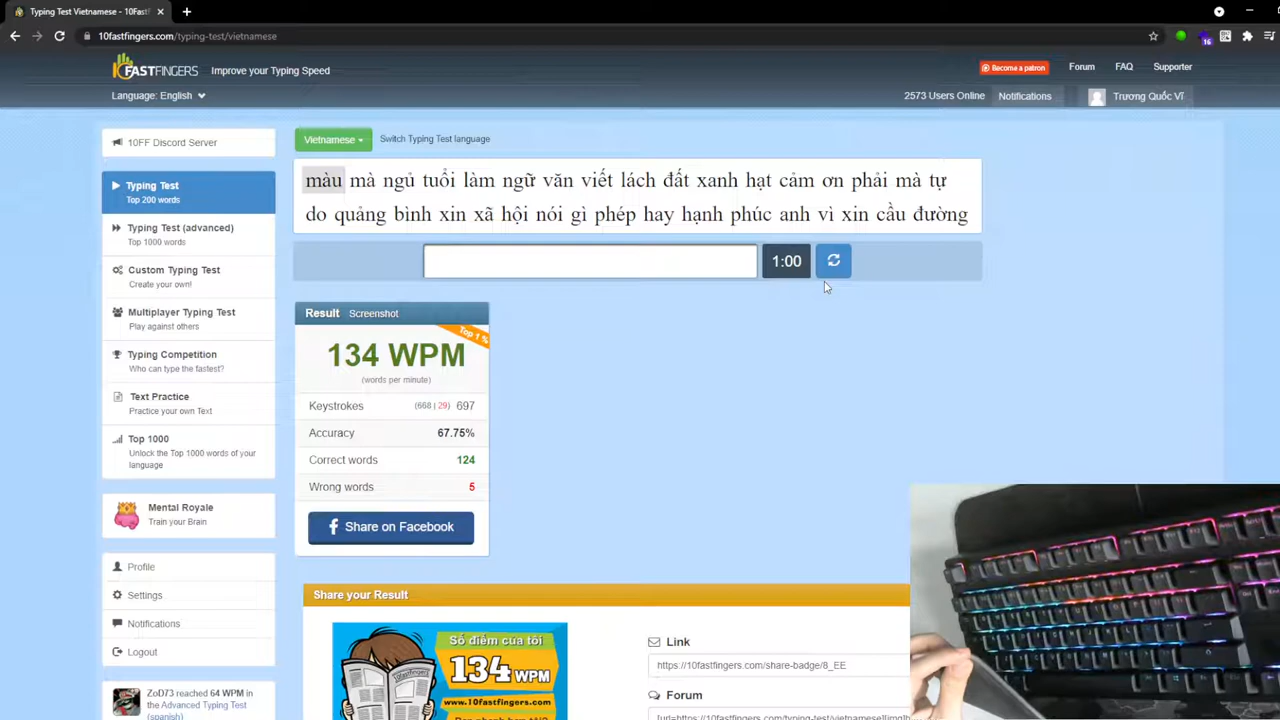 Typing Test Vietnamese - 10Fast
10fastfingers.com/typing-test/vietnamese
16
FASTFINGERS
Improve your Typing Speed
Become a patron
Forum
FAQ
Supporter
Language: English
2573 Users Online
Notifications
Trương Quốc Vĩ
10FF Discord Server
Vietnamese
Switch Typing Test language
Typing Test
Top 200 words
màu mà ngủ tuổi làm ngữ văn viết lách đất xanh hạt cảm ơn phải mà tự
do quảng bình xin xã hội nói gì phép hay hạnh phúc anh vì xin cầu đường
Typing Test (advanced)
Top 1000 words
1:00
Custom Typing Test
Create your own!
Multiplayer Typing Test
Play against others
Typing Competition
Who can type the fastest?
Text Practice
Practice your own Text
Top 1000
Unlock the Top 1000 words of your
language
Mental Royale
Train your Brain
Profile
Settings
Notifications
Logout
ZoD73 reached 64 WPM in
the Advanced Typing Test
(spanish)
Result
Screenshot
Top 1 %
134 WPM
(words per minute)
Keystrokes
(668 | 29) 697
Accuracy
67.75%
Correct words
124
Wrong words
5
Share on Facebook
Share your Result
Số điểm của tôi
134 WPM
www.10fastfingers.com
Link
https://10fastfingers.com/share-badge/8_EE
Forum